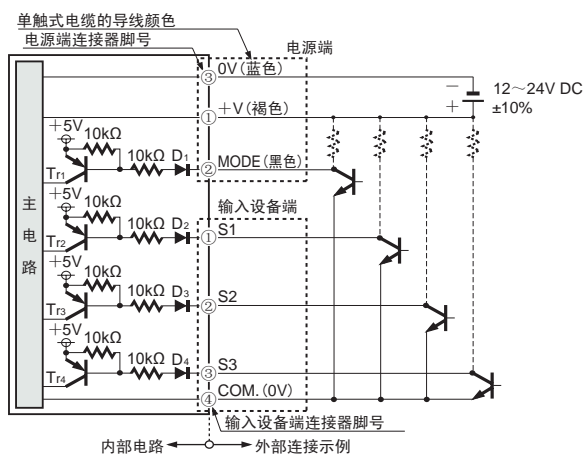 单触式电缆的导线颜色
电源端连接器脚号
电源端
③ 0V(蓝色)
① +V(褐色)
12~24V DC
±10%
+5V
10kΩ
10kΩ D1
② MODE(黑色)
Tr1
输入设备端
+5V
10kΩ
10kΩ D2
① S1
Tr2
主电路
+5V
10kΩ
10kΩ D3
② S2
Tr3
+5V
10kΩ
10kΩ D4
③ S3
Tr4
④ COM.(0V)
输入设备端连接器脚号
内部电路
外部连接示例